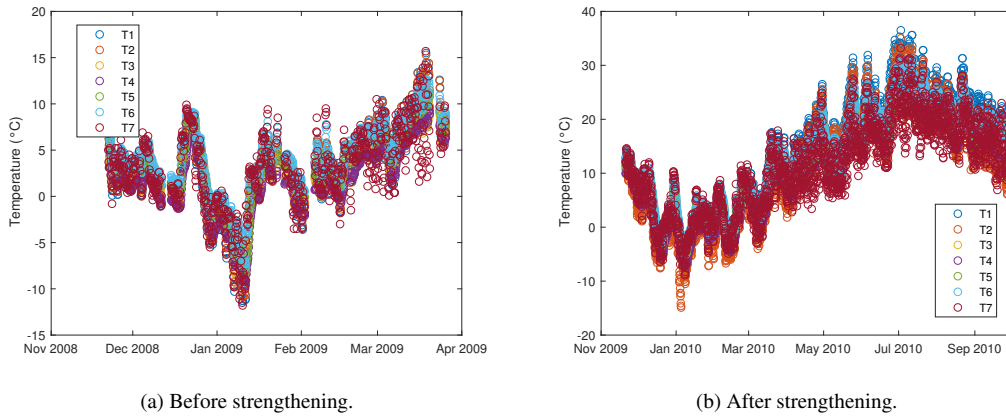 20
15
10
5
0
-5
-10
-15
Temperature (°C)
T1
T2
T3
T4
T5
T6
T7
Nov 2008 Dec 2008 Jan 2009 Feb 2009 Mar 2009 Apr 2009
(a) Before strengthening.
40
30
20
10
0
-10
-20
Temperature (°C)
T1
T2
T3
T4
T5
T6
T7
Nov 2009 Jan 2010 Mar 2010 May 2010 Jul 2010 Sep 2010
(b) After strengthening.